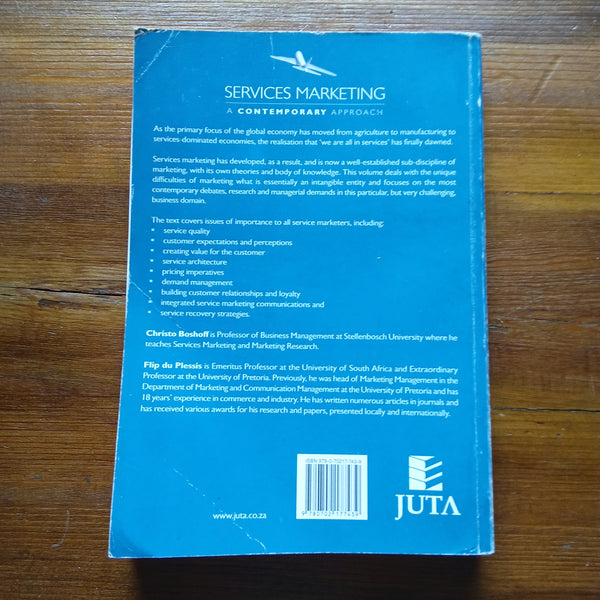 SERVICES MARKETING
A CONTEMPORARY APPROACH
As the primary focus of the global economy has moved from agriculture to manufacturing to
services-dominated economies, the realisation that 'we are all in services' has finally dawned.
Services marketing has developed, as a result, and is now a well-established sub-discipline of
marketing, with its own theories and body of knowledge. This volume deals with the unique
difficulties of marketing what is essentially an intangible entity and focuses on the most
contemporary debates, research and managerial demands in this particular, but very challenging,
business domain.
The text covers issues of importance to all service marketers, including:
▪ service quality
▪ customer expectations and perceptions
▪ creating value for the customer
▪ service architecture
▪ pricing imperatives
▪ demand management
▪ building customer relationships and loyalty
▪ integrated service marketing communications and
▪ service recovery strategies.
Christo Boshoff is Professor of Business Management at Stellenbosch University where he
teaches Services Marketing and Marketing Research.
Flip du Plessis is Emeritus Professor at the University of South Africa and Extraordinary
Professor at the University of Pretoria. Previously, he was head of Marketing Management in the
Department of Marketing and Communication Management at the University of Pretoria and has
18 years' experience in commerce and industry. He has written numerous articles in journals and
has received various awards for his research and papers, presented locally and internationally.
ISBN 978-0-70217-745-9
9 780702 177459
www.juta.co.za
JUTA